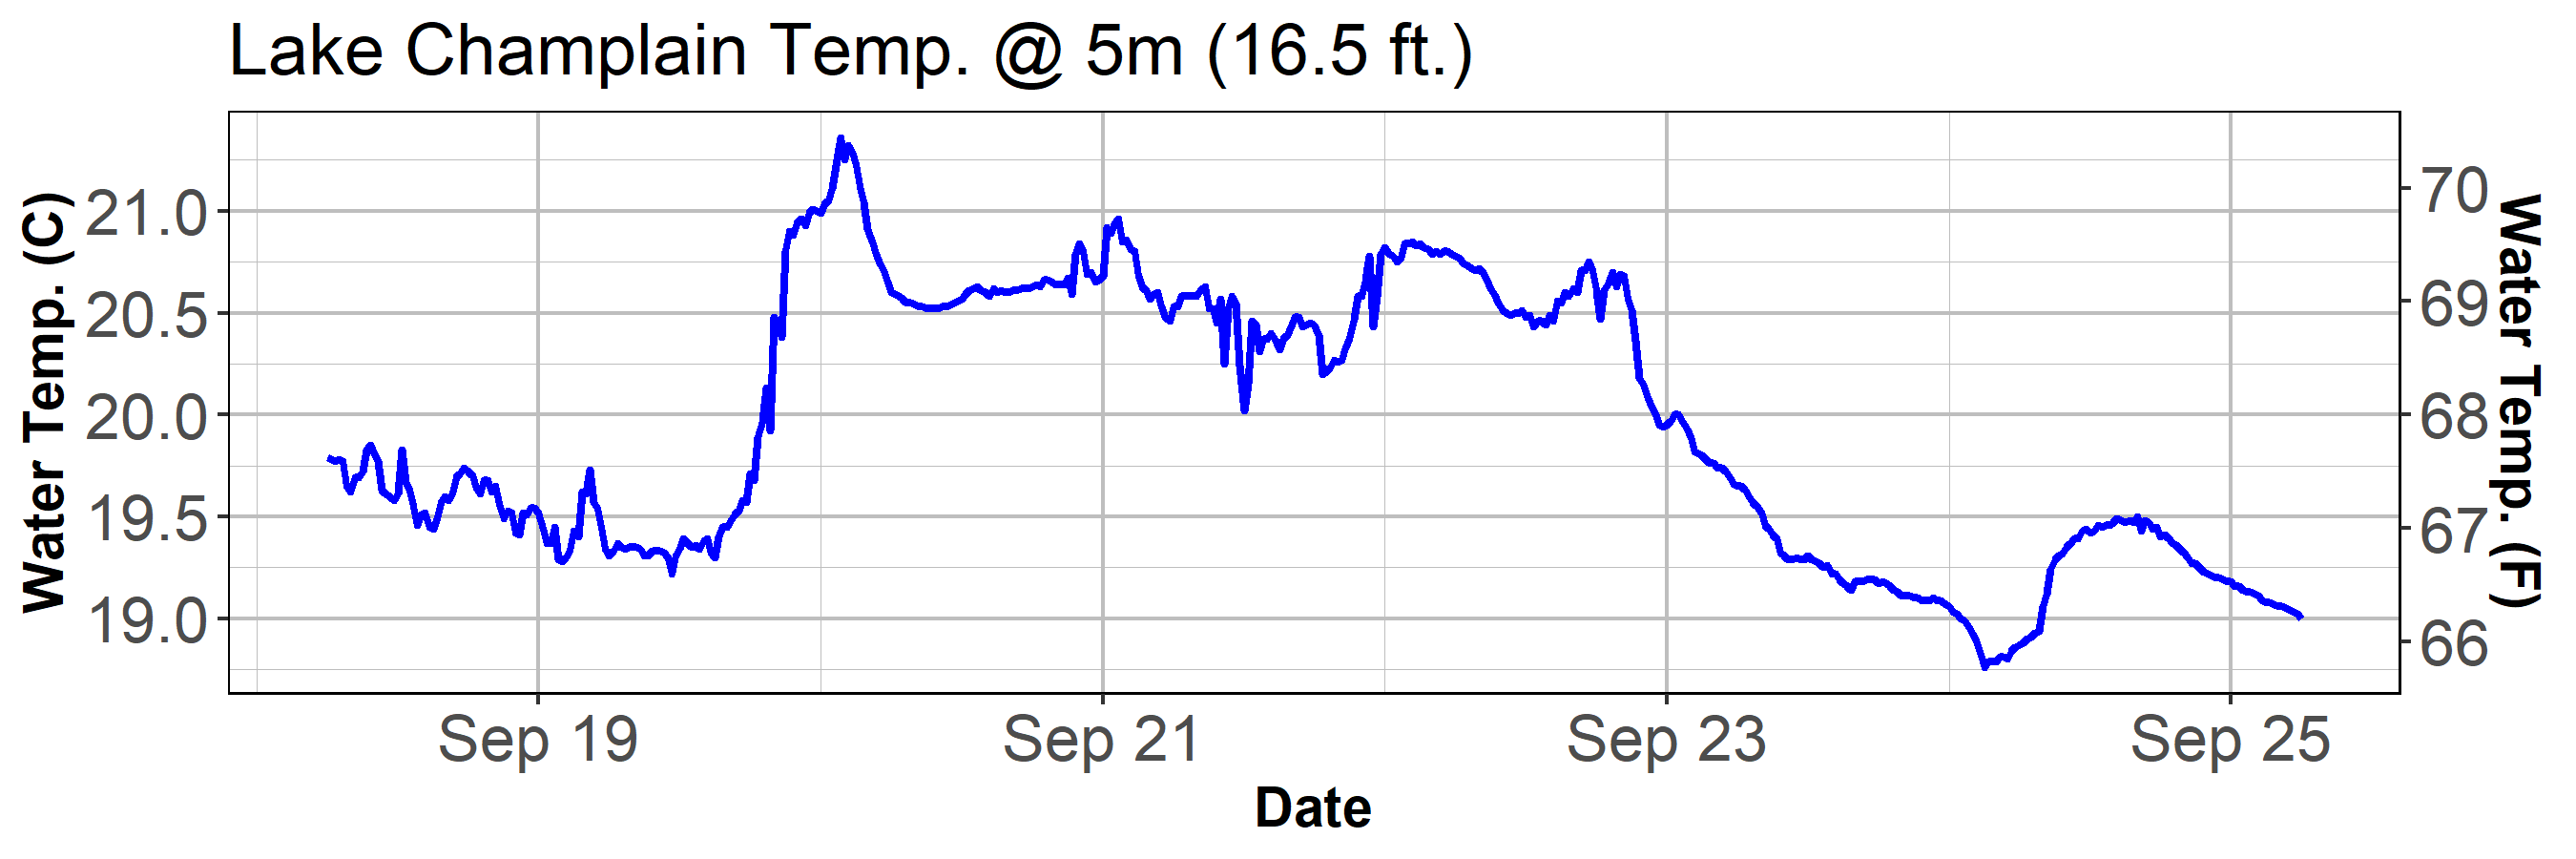 Lake Champlain Temp. @ 5m (16.5 ft.)
Water Temp. (C)
21.0
20.5
20.0
19.5
19.0
70
69
68
67
66
Water Temp. (F)
Sep 19 Sep 21 Sep 23 Sep 25
Date